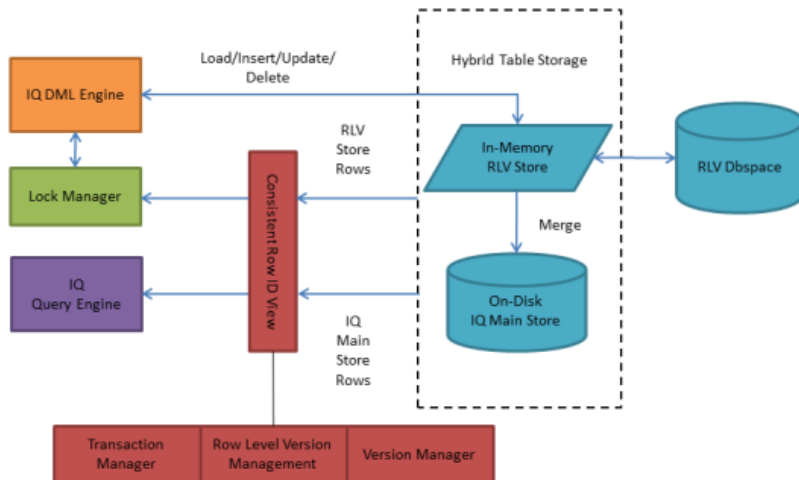 Load/Insert/Update/
Delete
Hybrid Table Storage
IQ DML Engine
In-Memory
RLV Store
RLV Dbspace
RLV
Store
Rows
Lock Manager
Consistent Row ID View
Merge
IQ
Query Engine
On-Disk
IQ Main Store
IQ
Main
Store
Rows
Transaction
Manager
Row Level Version
Management
Version Manager